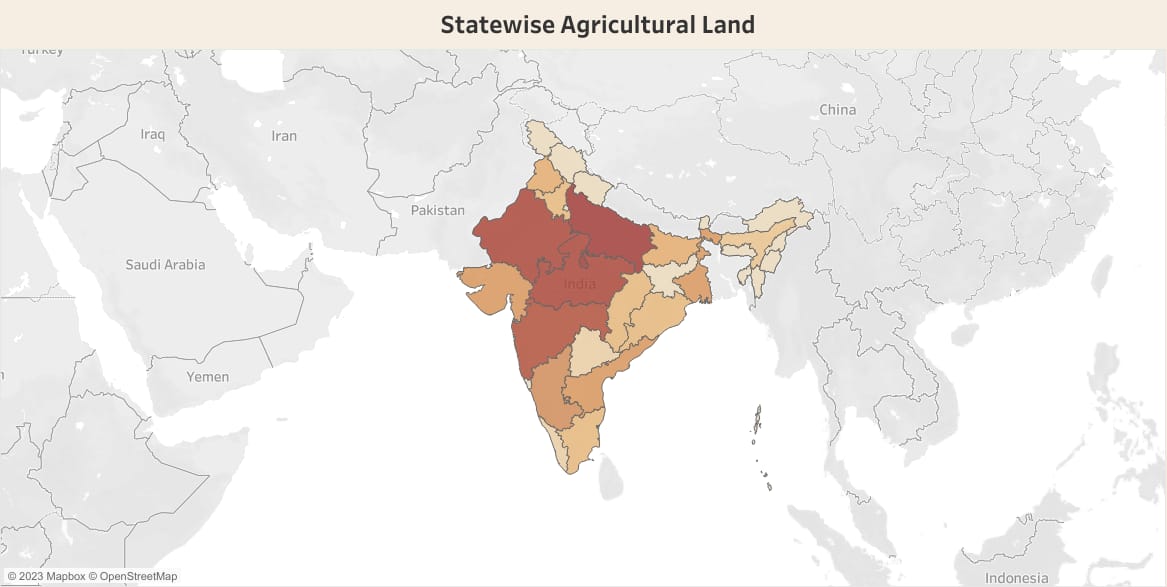 Statewise Agricultural Land
Turkey
China
Iraq
Iran
Pakistan
Saudi Arabia
India
Yemen
Indonesia
© 2023 Mapbox © OpenStreetMap